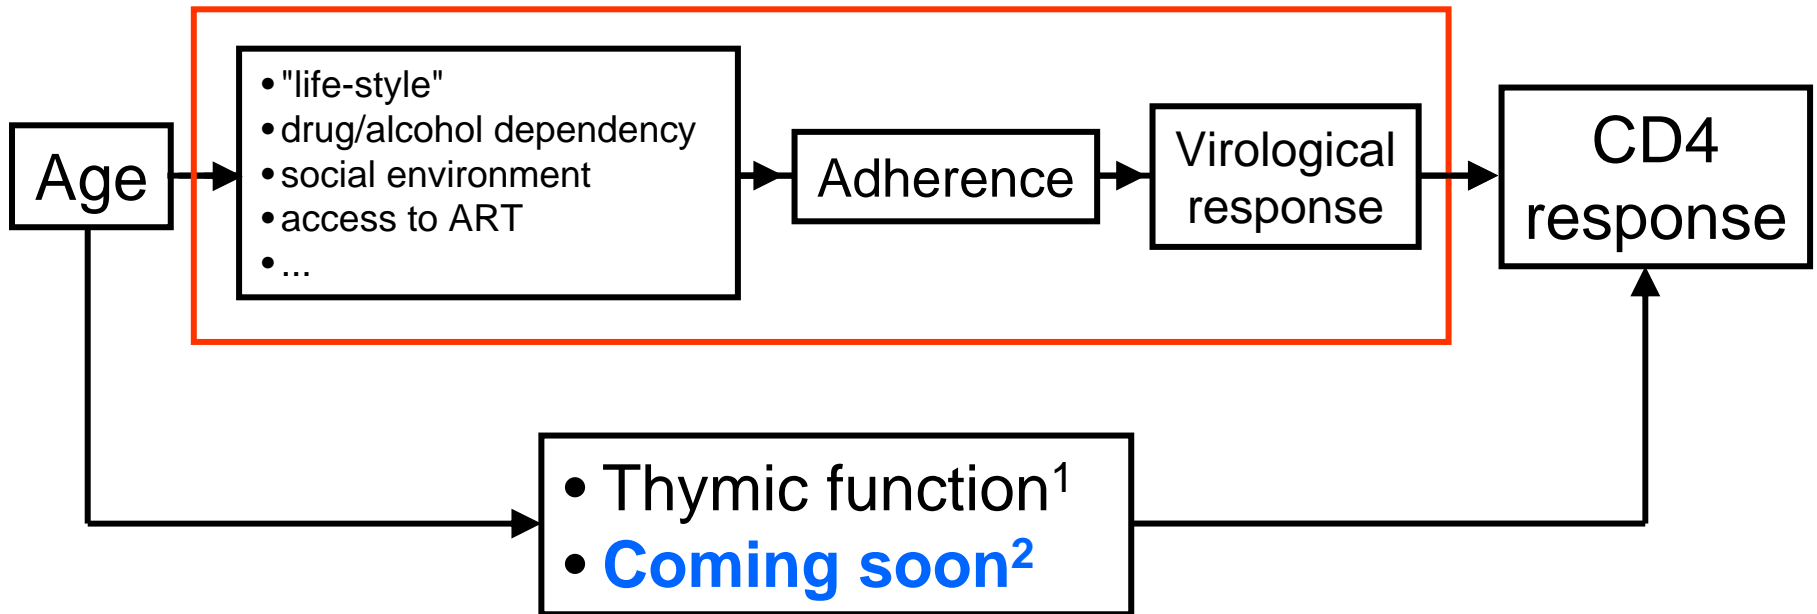 Age
• "life-style"
• drug/alcohol dependency
• social environment
• access to ART
• ...
Adherence
Virological
response
CD4
response
• Thymic function¹
• Coming soon²